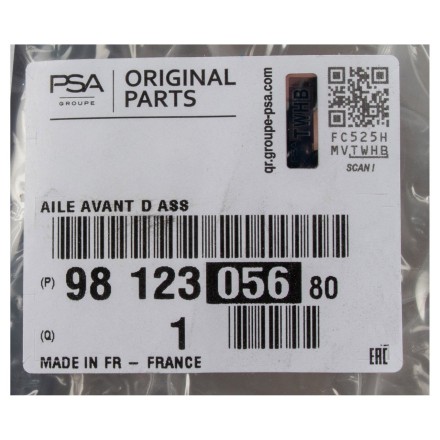 PSA
GROUPE
ORIGINAL
PARTS
qr.groupe-psa.com
TWHB
FC525H
MVTWHB
SCAN!
AILE AVANT D ASS
(P) 98 123 056 80
(Q) 1
MADE IN FR – FRANCE
EAC